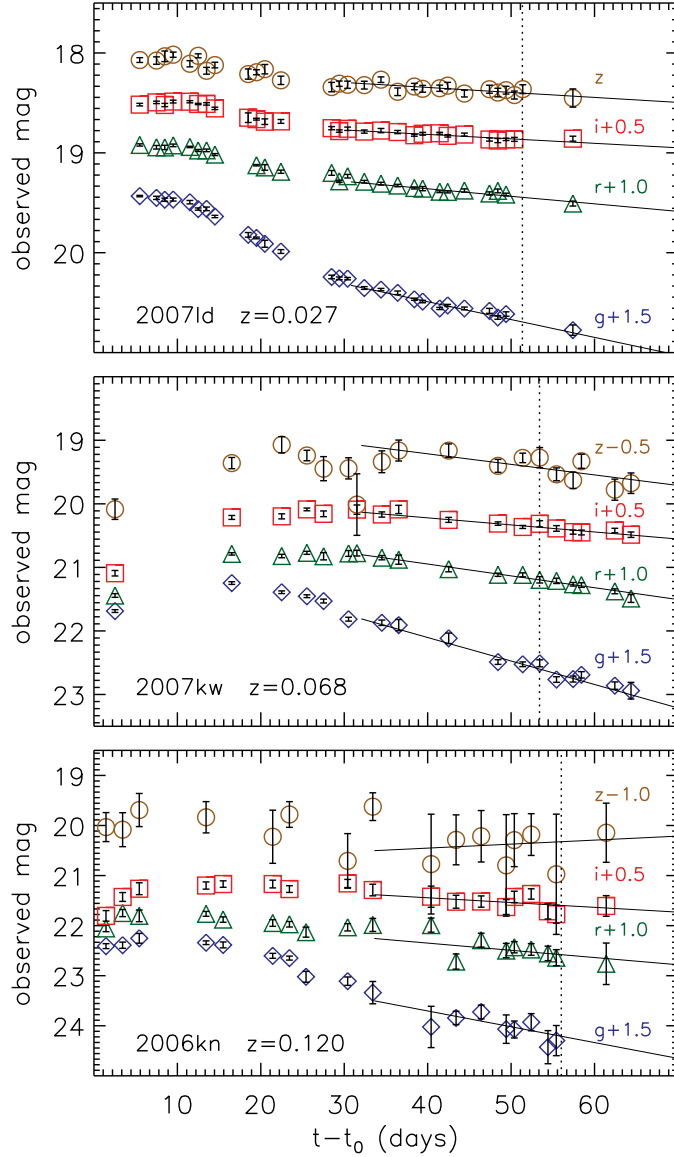 18
z
i+0.5
19
r+1.0
20
g+1.5
2007ld z=0.027
observed mag
19
z−0.5
20
i+0.5
21
r+1.0
22
g+1.5
23
2007kw z=0.068
observed mag
19
z−1.0
20
21
i+0.5
22
r+1.0
23
g+1.5
24
2006kn z=0.120
observed mag
10 20 30 40 50 60
t−t0 (days)